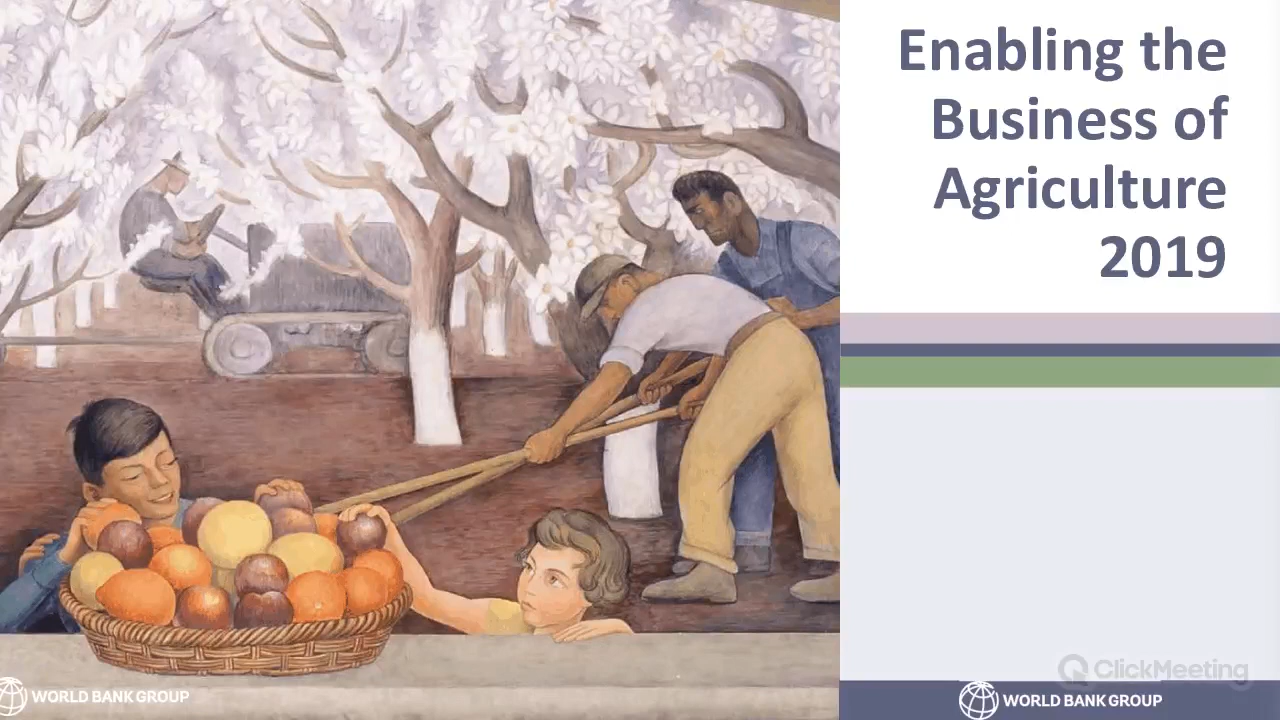 Enabling the
Business of
Agriculture
2019
ClickMeeting
WORLD BANK GROUP
WORLD BANK GROUP